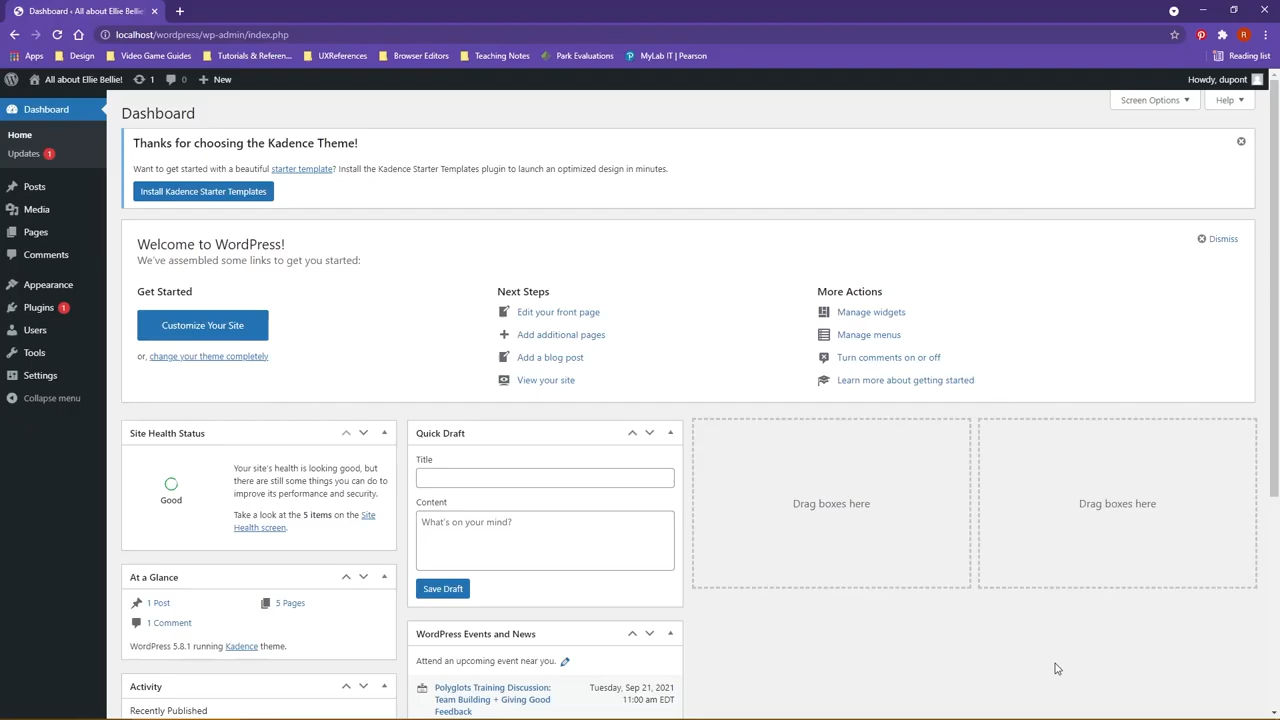 Dashboard ‹ All about Ellie Bellie!
localhost/wordpress/wp-admin/index.php
Apps
Design
Video Game Guides
Tutorials & Referen...
UXReferences
Browser Editors
Teaching Notes
Park Evaluations
MyLab IT | Pearson
Reading list
All about Ellie Bellie!
1
0
New
Howdy, dupont
Dashboard
Home
Updates 1
Posts
Media
Pages
Comments
Appearance
Plugins 1
Users
Tools
Settings
Collapse menu
Dashboard
Screen Options
Help
Thanks for choosing the Kadence Theme!
Want to get started with a beautiful starter template? Install the Kadence Starter Templates plugin to launch an optimized design in minutes.
Install Kadence Starter Templates
Welcome to WordPress!
We've assembled some links to get you started:
Dismiss
Get Started
Customize Your Site
or, change your theme completely
Next Steps
Edit your front page
Add additional pages
Add a blog post
View your site
More Actions
Manage widgets
Manage menus
Turn comments on or off
Learn more about getting started
Site Health Status
Good
Your site's health is looking good, but
there are still some things you can do to
improve its performance and security.
Take a look at the 5 items on the Site
Health screen.
At a Glance
1 Post
5 Pages
1 Comment
WordPress 5.8.1 running Kadence theme.
Activity
Recently Published
Quick Draft
Title
Content
What's on your mind?
Save Draft
WordPress Events and News
Attend an upcoming event near you.
Polyglots Training Discussion:
Team Building + Giving Good
Feedback
Tuesday, Sep 21, 2021
11:00 am EDT
Drag boxes here
Drag boxes here
R